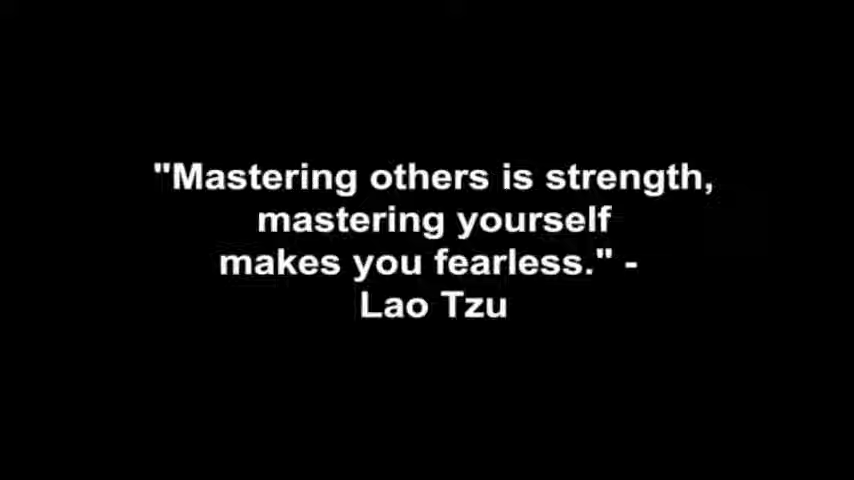 "Mastering others is strength,
mastering yourself
makes you fearless." -
Lao Tzu